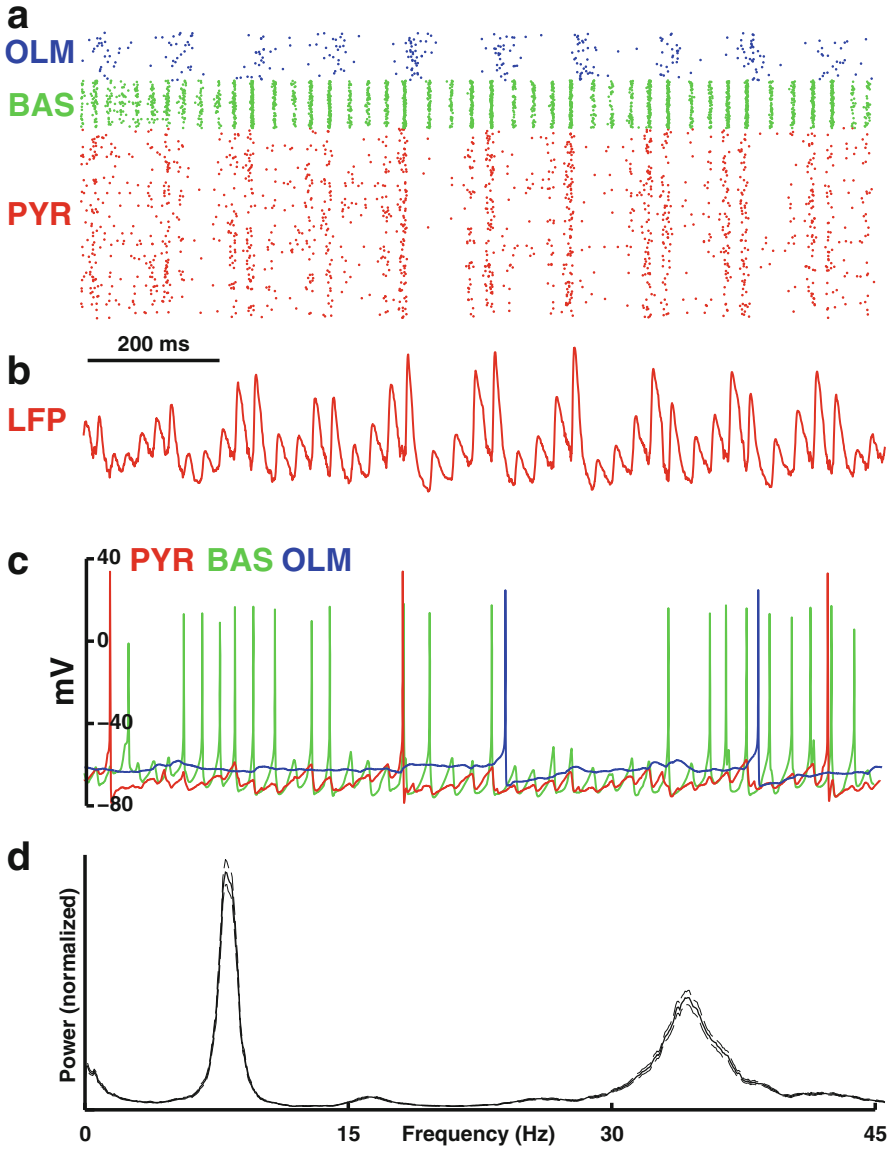 a
OLM
BAS
PYR
200 ms
b
LFP
c
40 PYR BAS OLM
0
mV
−40
−80
d
Power (normalized)
0 15 Frequency (Hz) 30 45